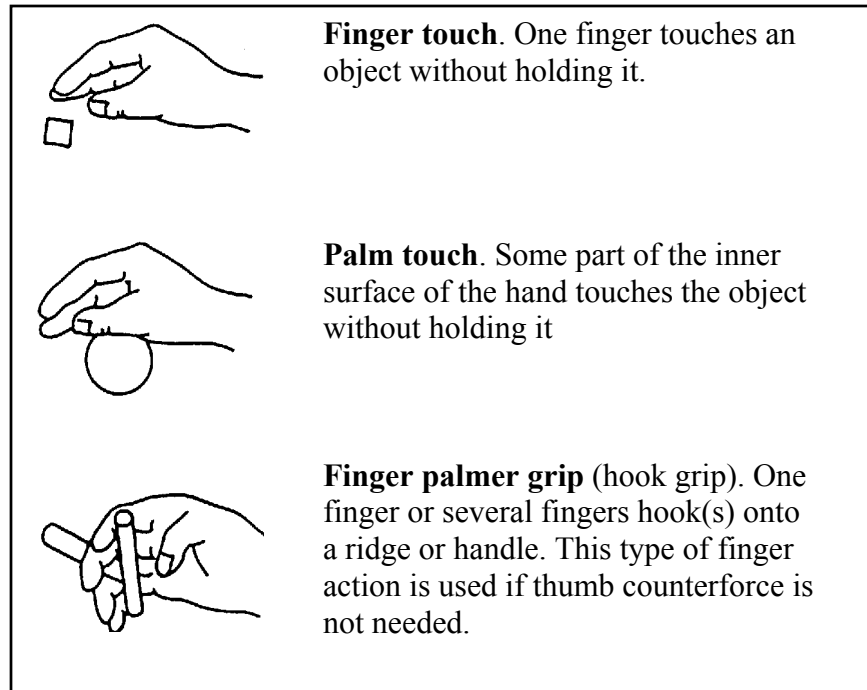 Finger touch. One finger touches an
object without holding it.
Palm touch. Some part of the inner
surface of the hand touches the object
without holding it
Finger palmer grip (hook grip). One
finger or several fingers hook(s) onto
a ridge or handle. This type of finger
action is used if thumb counterforce is
not needed.